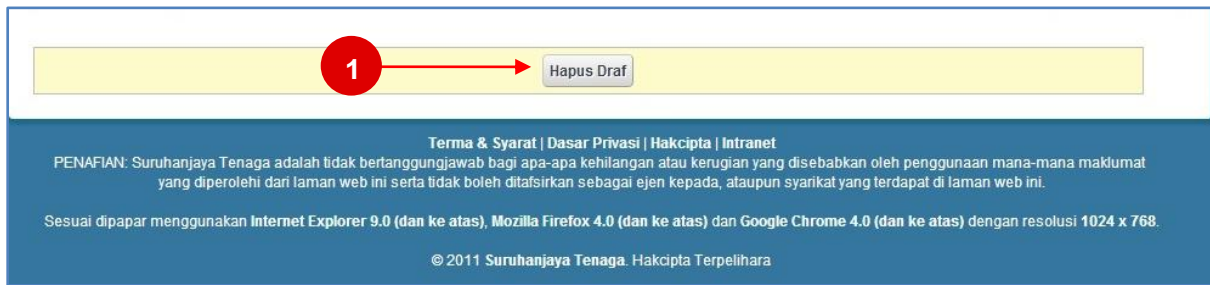 1
Hapus Draf
Terma & Syarat | Dasar Privasi | Hakcipta | Intranet
PENAFIAN: Suruhanjaya Tenaga adalah tidak bertanggungjawab bagi apa-apa kehilangan atau kerugian yang disebabkan oleh penggunaan mana-mana maklumat
yang diperolehi dari laman web ini serta tidak boleh ditafsirkan sebagai ejen kepada, ataupun syarikat yang terdapat di laman web ini.
Sesuai dipapar menggunakan Internet Explorer 9.0 (dan ke atas), Mozilla Firefox 4.0 (dan ke atas) dan Google Chrome 4.0 (dan ke atas) dengan resolusi 1024 x 768.
© 2011 Suruhanjaya Tenaga. Hakcipta Terpelihara